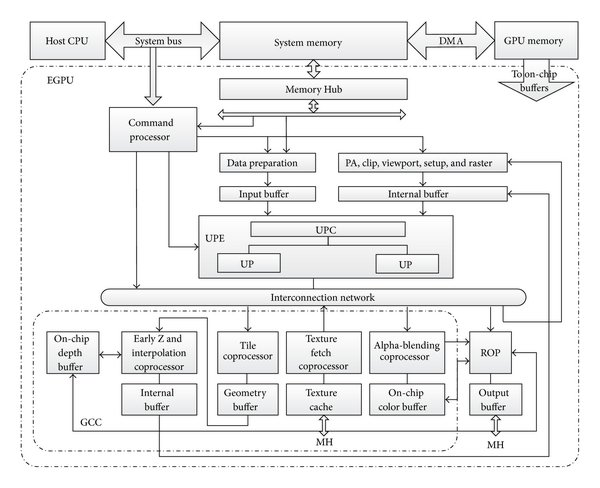 Host CPU
System bus
System memory
DMA
GPU memory
EGPU
To on-chip
buffers
Memory Hub
Command
processor
Data preparation
PA, clip, viewport, setup, and raster
Input buffer
Internal buffer
UPE
UPC
UP
UP
Interconnection network
On-chip
depth
buffer
Early Z and
interpolation
coprocessor
Tile
coprocessor
Texture
fetch
coprocessor
Alpha-blending
coprocessor
ROP
Internal
buffer
Geometry
buffer
Texture
cache
On-chip
color buffer
Output
buffer
GCC
MH
MH